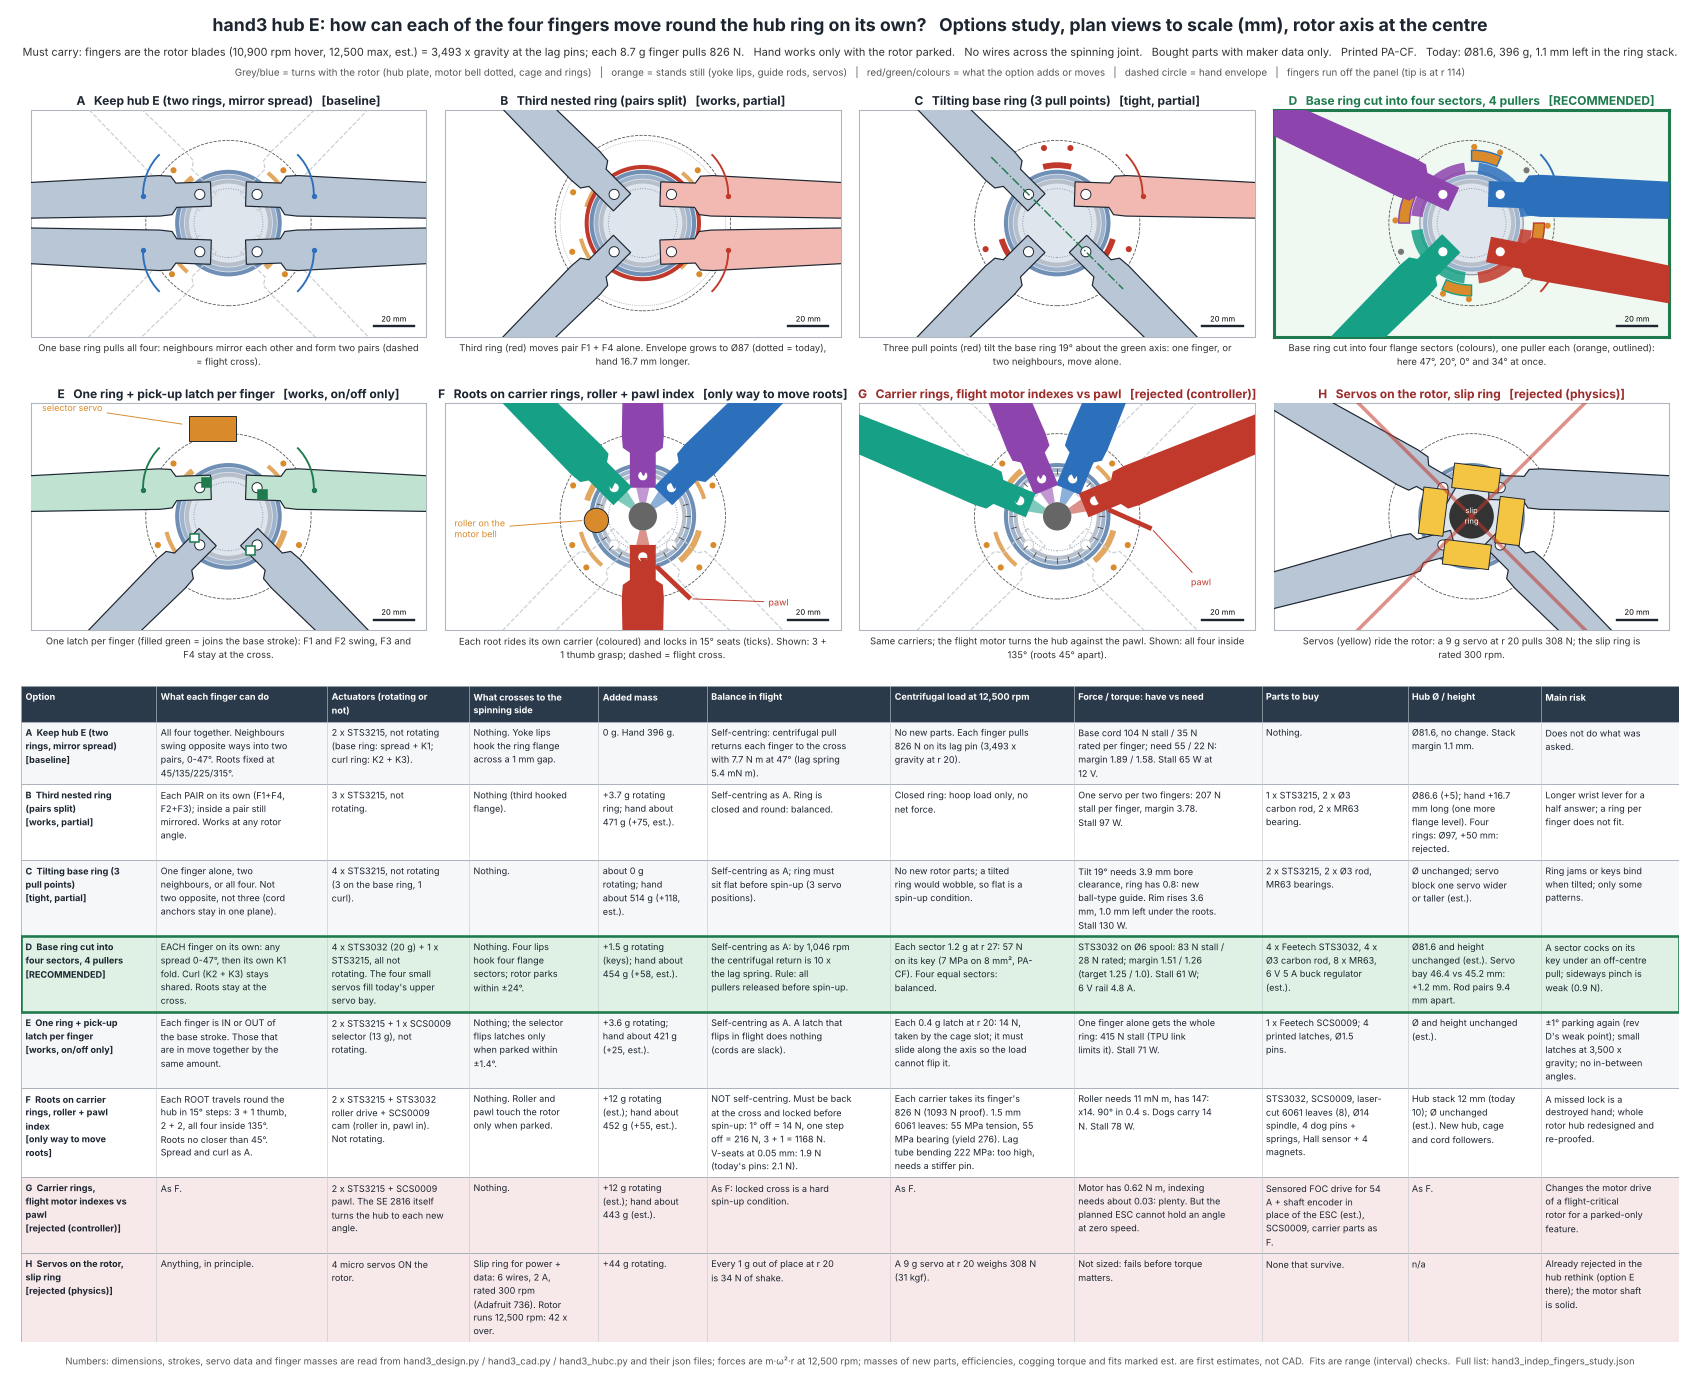 hand3 hub E: how can each of the four fingers move round the hub ring on its own?   Options study, plan views to scale (mm), rotor axis at the centre
Must carry: fingers are the rotor blades (10,900 rpm hover, 12,500 max, est.) = 3,493 x gravity at the lag pins; each 8.7 g finger pulls 826 N.   Hand works only with the rotor parked.   No wires across the spinning joint.   Bought parts with maker data only.   Printed PA-CF.   Today: Ø81.6, 396 g, 1.1 mm left in the ring stack.
Grey/blue = turns with the rotor (hub plate, motor bell dotted, cage and rings)   |   orange = stands still (yoke lips, guide rods, servos)   |   red/green/colours = what the option adds or moves   |   dashed circle = hand envelope   |   fingers run off the panel (tip is at r 114)
A   Keep hub E (two rings, mirror spread)   [baseline]
20 mm
One base ring pulls all four: neighbours mirror each other and form two pairs (dashed
= flight cross).
B   Third nested ring (pairs split)   [works, partial]
20 mm
Third ring (red) moves pair F1 + F4 alone. Envelope grows to Ø87 (dotted = today),
hand 16.7 mm longer.
C   Tilting base ring (3 pull points)   [tight, partial]
20 mm
Three pull points (red) tilt the base ring 19° about the green axis: one finger, or
two neighbours, move alone.
D   Base ring cut into four sectors, 4 pullers   [RECOMMENDED]
20 mm
Base ring cut into four flange sectors (colours), one puller each (orange, outlined):
here 47°, 20°, 0° and 34° at once.
E   One ring + pick-up latch per finger   [works, on/off only]
selector servo
20 mm
One latch per finger (filled green = joins the base stroke): F1 and F2 swing, F3 and
F4 stay at the cross.
F   Roots on carrier rings, roller + pawl index   [only way to move roots]
roller on the
motor bell
pawl
20 mm
Each root rides its own carrier (coloured) and locks in 15° seats (ticks). Shown: 3 +
1 thumb grasp; dashed = flight cross.
G   Carrier rings, flight motor indexes vs pawl   [rejected (controller)]
pawl
20 mm
Same carriers; the flight motor turns the hub against the pawl. Shown: all four inside
135° (roots 45° apart).
H   Servos on the rotor, slip ring   [rejected (physics)]
slip
ring
20 mm
Servos (yellow) ride the rotor: a 9 g servo at r 20 pulls 308 N; the slip ring is
rated 300 rpm.
Option
What each finger can do
Actuators (rotating or
not)
What crosses to the
spinning side
Added mass
Balance in flight
Centrifugal load at 12,500 rpm
Force / torque: have vs need
Parts to buy
Hub Ø / height
Main risk
A  Keep hub E (two
rings, mirror spread)
[baseline]
All four together. Neighbours
swing opposite ways into two
pairs, 0-47°. Roots fixed at
45/135/225/315°.
2 x STS3215, not rotating
(base ring: spread + K1;
curl ring: K2 + K3).
Nothing. Yoke lips
hook the ring flange
across a 1 mm gap.
0 g. Hand 396 g.
Self-centring: centrifugal pull
returns each finger to the cross
with 7.7 N m at 47° (lag spring
5.4 mN m).
No new parts. Each finger pulls
826 N on its lag pin (3,493 x
gravity at r 20).
Base cord 104 N stall / 35 N
rated per finger; need 55 / 22 N:
margin 1.89 / 1.58. Stall 65 W at
12 V.
Nothing.
Ø81.6, no change. Stack
margin 1.1 mm.
Does not do what was
asked.
B  Third nested ring
(pairs split)
[works, partial]
Each PAIR on its own (F1+F4,
F2+F3); inside a pair still
mirrored. Works at any rotor
angle.
3 x STS3215, not
rotating.
Nothing (third hooked
flange).
+3.7 g rotating
ring; hand about
471 g (+75, est.).
Self-centring as A. Ring is
closed and round: balanced.
Closed ring: hoop load only, no
net force.
One servo per two fingers: 207 N
stall per finger, margin 3.78.
Stall 97 W.
1 x STS3215, 2 x Ø3
carbon rod, 2 x MR63
bearing.
Ø86.6 (+5); hand +16.7
mm long (one more
flange level). Four
rings: Ø97, +50 mm:
rejected.
Longer wrist lever for a
half answer; a ring per
finger does not fit.
C  Tilting base ring (3
pull points)
[tight, partial]
One finger alone, two
neighbours, or all four. Not
two opposite, not three (cord
anchors stay in one plane).
4 x STS3215, not rotating
(3 on the base ring, 1
curl).
Nothing.
about 0 g
rotating; hand
about 514 g (+118,
est.).
Self-centring as A; ring must
sit flat before spin-up (3 servo
positions).
No new rotor parts; a tilted
ring would wobble, so flat is a
spin-up condition.
Tilt 19° needs 3.9 mm bore
clearance, ring has 0.8: new
ball-type guide. Rim rises 3.6
mm, 1.0 mm left under the roots.
Stall 130 W.
2 x STS3215, 2 x Ø3 rod,
MR63 bearings.
Ø unchanged; servo
block one servo wider
or taller (est.).
Ring jams or keys bind
when tilted; only some
patterns.
D  Base ring cut into
four sectors, 4 pullers
[RECOMMENDED]
EACH finger on its own: any
spread 0-47°, then its own K1
fold. Curl (K2 + K3) stays
shared. Roots stay at the
cross.
4 x STS3032 (20 g) + 1 x
STS3215, all not
rotating. The four small
servos fill today's upper
servo bay.
Nothing. Four lips
hook four flange
sectors; rotor parks
within ±24°.
+1.5 g rotating
(keys); hand about
454 g (+58, est.).
Self-centring as A: by 1,046 rpm
the centrifugal return is 10 x
the lag spring. Rule: all
pullers released before spin-up.
Each sector 1.2 g at r 27: 57 N
on its key (7 MPa on 8 mm², PA-
CF). Four equal sectors:
balanced.
STS3032 on Ø6 spool: 83 N stall /
28 N rated; margin 1.51 / 1.26
(target 1.25 / 1.0). Stall 61 W;
6 V rail 4.8 A.
4 x Feetech STS3032, 4 x
Ø3 carbon rod, 8 x MR63,
6 V 5 A buck regulator
(est.).
Ø81.6 and height
unchanged (est.). Servo
bay 46.4 vs 45.2 mm:
+1.2 mm. Rod pairs 9.4
mm apart.
A sector cocks on its
key under an off-centre
pull; sideways pinch is
weak (0.9 N).
E  One ring + pick-up
latch per finger
[works, on/off only]
Each finger is IN or OUT of
the base stroke. Those that
are in move together by the
same amount.
2 x STS3215 + 1 x SCS0009
selector (13 g), not
rotating.
Nothing; the selector
flips latches only
when parked within
±1.4°.
+3.6 g rotating;
hand about 421 g
(+25, est.).
Self-centring as A. A latch that
flips in flight does nothing
(cords are slack).
Each 0.4 g latch at r 20: 14 N,
taken by the cage slot; it must
slide along the axis so the load
cannot flip it.
One finger alone gets the whole
ring: 415 N stall (TPU link
limits it). Stall 71 W.
1 x Feetech SCS0009; 4
printed latches, Ø1.5
pins.
Ø and height unchanged
(est.).
±1° parking again (rev
D's weak point); small
latches at 3,500 x
gravity; no in-between
angles.
F  Roots on carrier
rings, roller + pawl
index
[only way to move
roots]
Each ROOT travels round the
hub in 15° steps: 3 + 1 thumb,
2 + 2, all four inside 135°.
Roots no closer than 45°.
Spread and curl as A.
2 x STS3215 + STS3032
roller drive + SCS0009
cam (roller in, pawl in).
Not rotating.
Nothing. Roller and
pawl touch the rotor
only when parked.
+12 g rotating
(est.); hand about
452 g (+55, est.).
NOT self-centring. Must be back
at the cross and locked before
spin-up: 1° off = 14 N, one step
off = 216 N, 3 + 1 = 1168 N.
V-seats at 0.05 mm: 1.9 N
(today's pins: 2.1 N).
Each carrier takes its finger's
826 N (1093 N proof). 1.5 mm
6061 leaves: 55 MPa tension, 55
MPa bearing (yield 276). Lag
tube bending 222 MPa: too high,
needs a stiffer pin.
Roller needs 11 mN m, has 147:
x14. 90° in 0.4 s. Dogs carry 14
N. Stall 78 W.
STS3032, SCS0009, laser-
cut 6061 leaves (8), Ø14
spindle, 4 dog pins +
springs, Hall sensor + 4
magnets.
Hub stack 12 mm (today
10); Ø unchanged
(est.). New hub, cage
and cord followers.
A missed lock is a
destroyed hand; whole
rotor hub redesigned and
re-proofed.
G  Carrier rings,
flight motor indexes vs
pawl
[rejected (controller)]
As F.
2 x STS3215 + SCS0009
pawl. The SE 2816 itself
turns the hub to each new
angle.
Nothing.
+12 g rotating
(est.); hand about
443 g (+55, est.).
As F: locked cross is a hard
spin-up condition.
As F.
Motor has 0.62 N m, indexing
needs about 0.03: plenty. But the
planned ESC cannot hold an angle
at zero speed.
Sensored FOC drive for 54
A + shaft encoder in
place of the ESC (est.),
SCS0009, carrier parts as
F.
As F.
Changes the motor drive
of a flight-critical
rotor for a parked-only
feature.
H  Servos on the rotor,
slip ring
[rejected (physics)]
Anything, in principle.
4 micro servos ON the
rotor.
Slip ring for power +
data: 6 wires, 2 A,
rated 300 rpm
(Adafruit 736). Rotor
runs 12,500 rpm: 42 x
over.
+44 g rotating.
Every 1 g out of place at r 20
is 34 N of shake.
A 9 g servo at r 20 weighs 308 N
(31 kgf).
Not sized: fails before torque
matters.
None that survive.
n/a
Already rejected in the
hub rethink (option E
there); the motor shaft
is solid.
Numbers: dimensions, strokes, servo data and finger masses are read from hand3_design.py / hand3_cad.py / hand3_hubc.py and their json files; forces are m·ω²·r at 12,500 rpm; masses of new parts, efficiencies, cogging torque and fits marked est. are first estimates, not CAD.  Fits are range (interval) checks.  Full list: hand3_indep_fingers_study.json